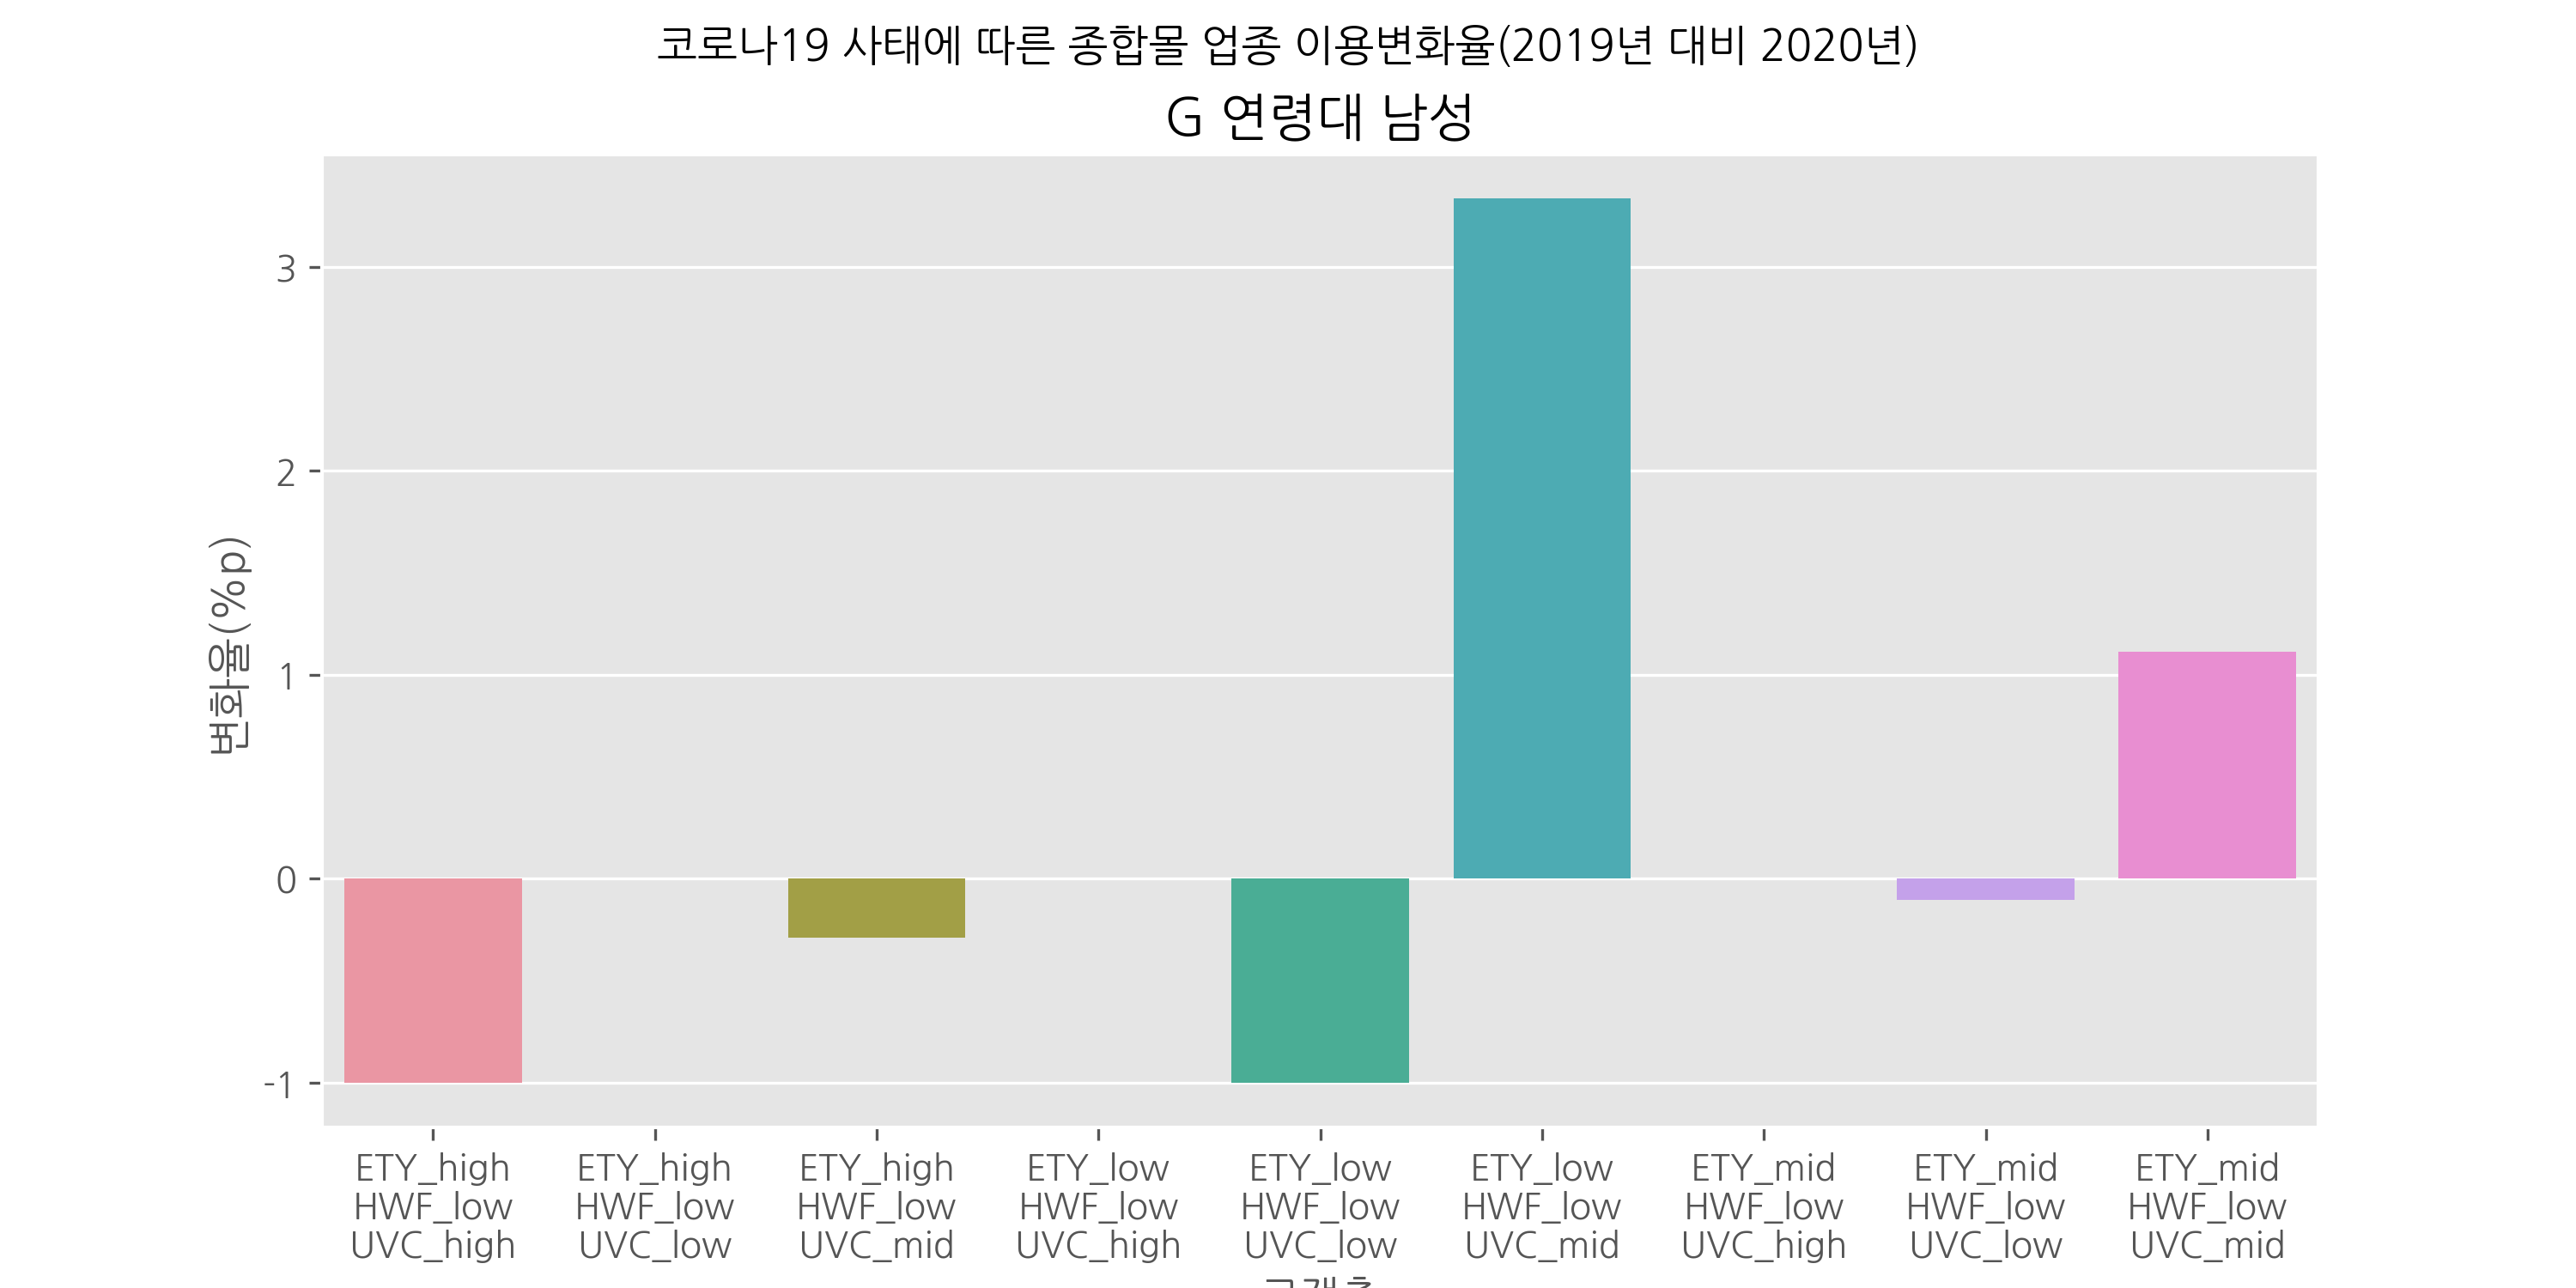 코로나19 사태에 따른 종합몰 업종 이용변화율(2019년 대비 2020년)
G 연령대 남성
변화율(%p)
3
2
1
0
-1
ETY_high
HWF_low
UVC_high
ETY_high
HWF_low
UVC_low
ETY_high
HWF_low
UVC_mid
ETY_low
HWF_low
UVC_high
ETY_low
HWF_low
UVC_low
ETY_low
HWF_low
UVC_mid
ETY_mid
HWF_low
UVC_high
ETY_mid
HWF_low
UVC_low
ETY_mid
HWF_low
UVC_mid